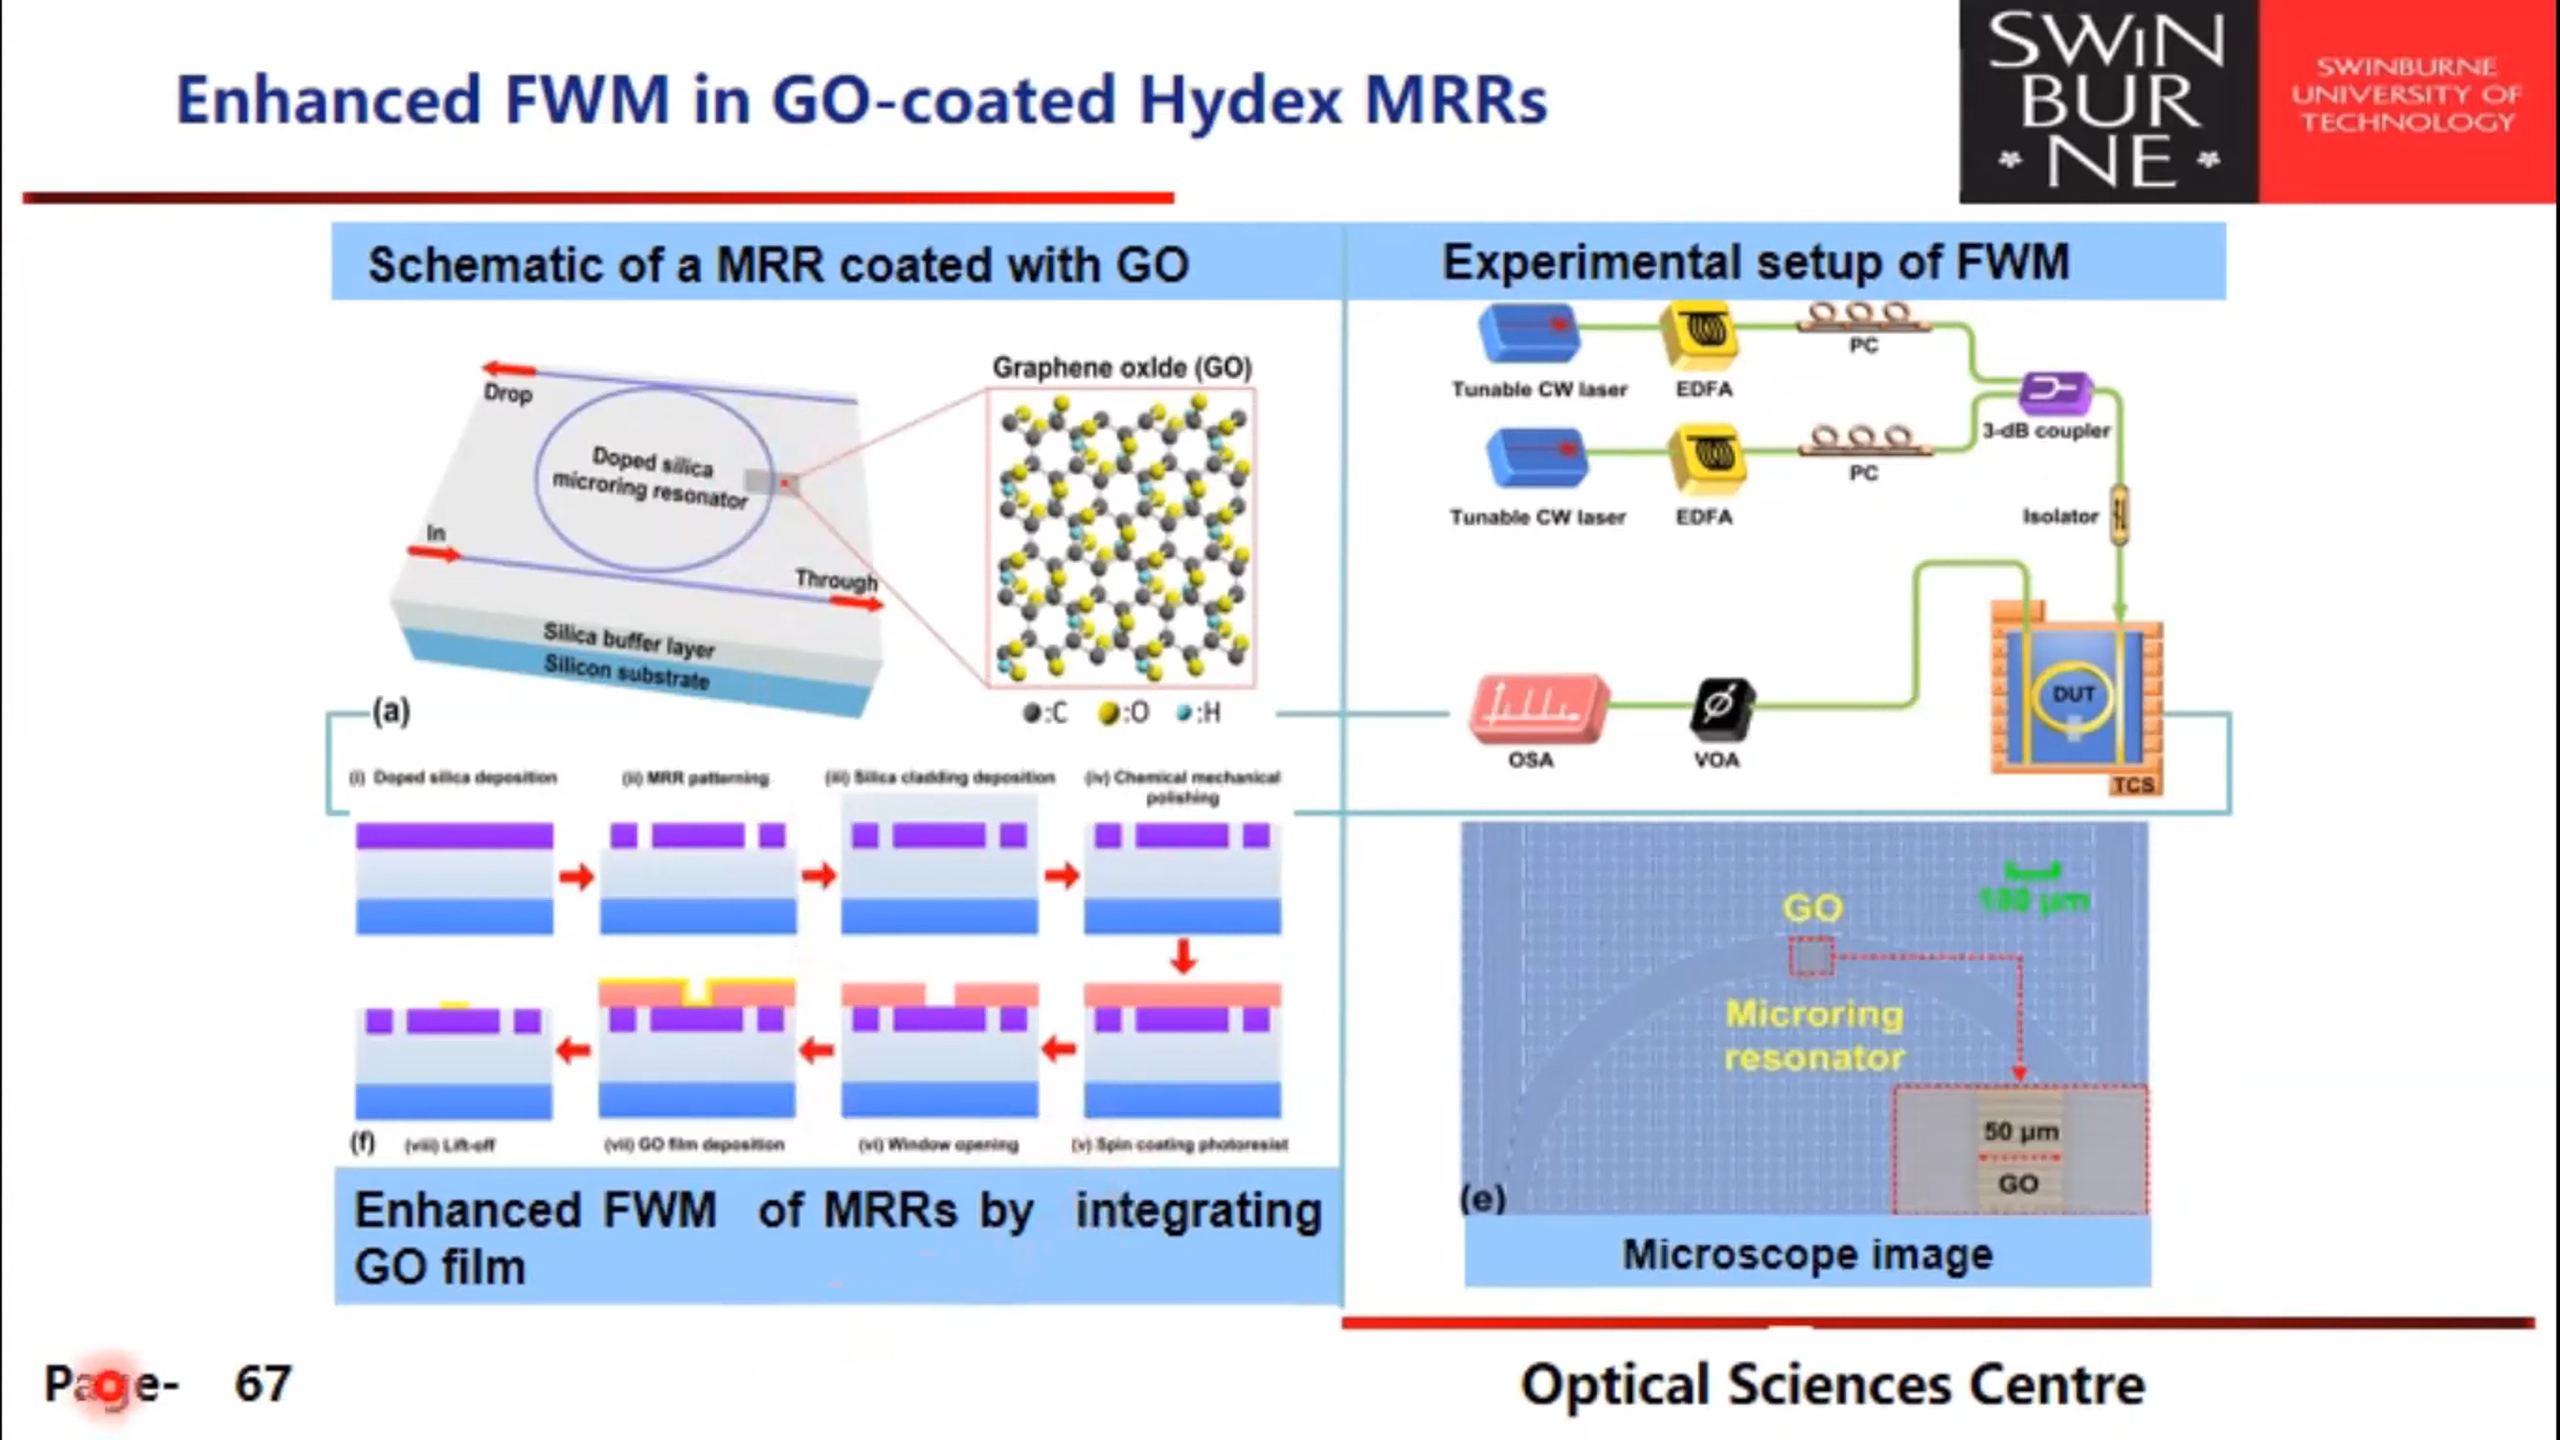 Enhanced FWM in GO-coated Hydex MRRs
SWiN
BUR
* NE *
SWINBURNE
UNIVERSITY OF
TECHNOLOGY
Schematic of a MRR coated with GO
Drop
Doped silica
microring resonator
In
Through
Silica buffer layer
Silicon substrate
Graphene oxIde (GO)
:C :O :H
(a)
(i) Doped silica deposition
(ii) MRR patterning
(iii) Silica cladding deposition
(iv) Chemical mechanical
polishing
(f) (viii) Lift-off
(vii) GO film deposition
(vi) Window opening
(v) Spin coating photoresist
Enhanced FWM of MRRs by integrating
GO film
Experimental setup of FWM
Tunable CW laser
EDFA
PC
3-dB coupler
Tunable CW laser
EDFA
PC
Isolator
DUT
TCS
OSA
VOA
GO
100 μm
Microring
resonator
50 μm
GO
(e)
Microscope image
Page- 67
Optical Sciences Centre